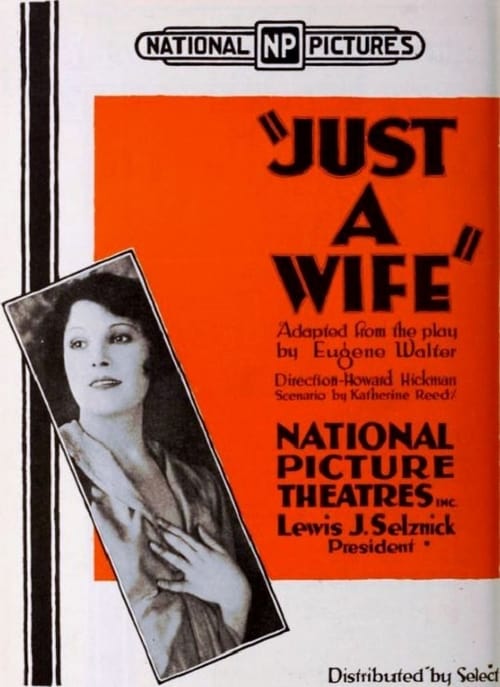 NATIONAL NP PICTURES
"JUST
A
WIFE"
Adapted from the play
by Eugene Walter
Direction-Howard Hickman
Scenario by Katherine Reed/
NATIONAL
PICTURE
THEATRES INC.
Lewis J. Selznick
President
Distributed by Select